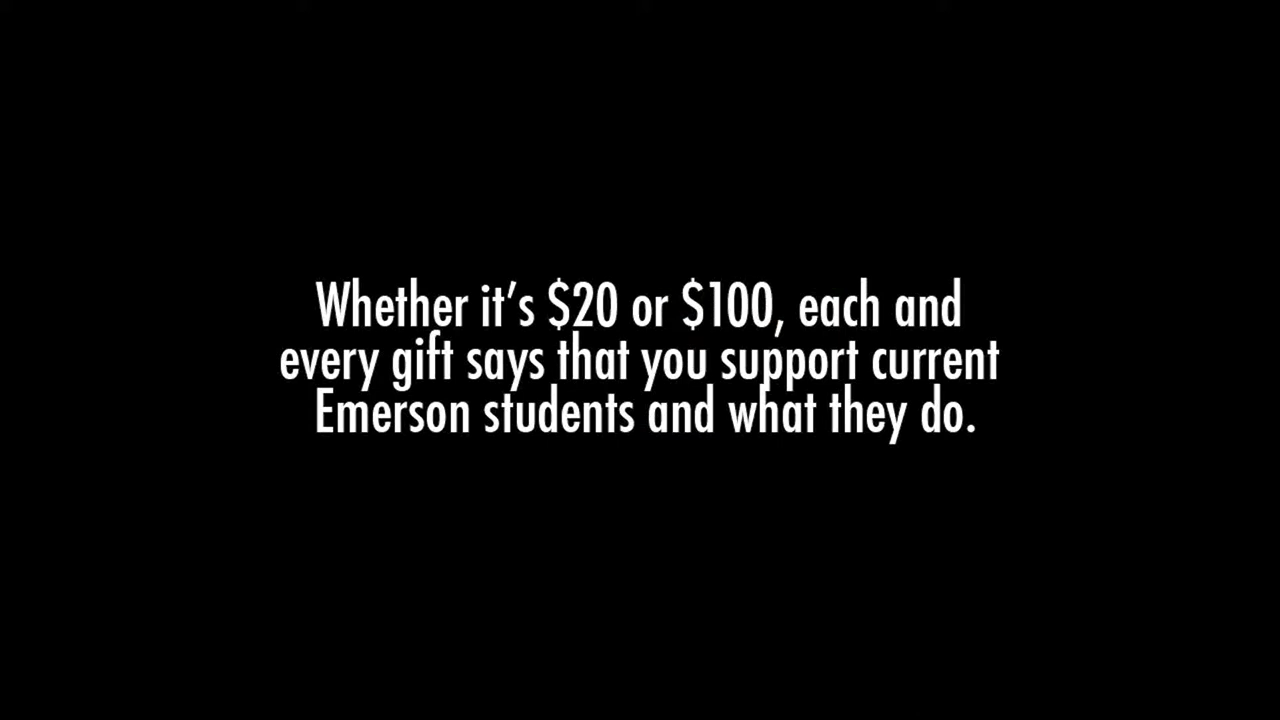 Whether it’s $20 or $100, each and
every gift says that you support current
Emerson students and what they do.